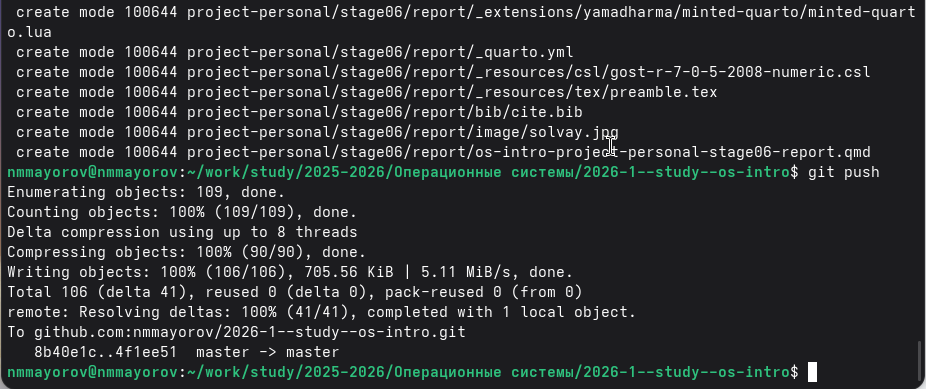 create mode 100644 project-personal/stage06/report/_extensions/yamadharma/minted-quarto/minted-quart
o.lua
create mode 100644 project-personal/stage06/report/_quarto.yml
create mode 100644 project-personal/stage06/report/_resources/csl/gost-r-7-0-5-2008-numeric.csl
create mode 100644 project-personal/stage06/report/_resources/tex/preamble.tex
create mode 100644 project-personal/stage06/report/bib/cite.bib
create mode 100644 project-personal/stage06/report/image/solvay.jpg
create mode 100644 project-personal/stage06/report/os-intro-project-personal-stage06-report.qmd
nmmayorov@nmmayorov:~/work/study/2025-2026/Операционные системы/2026-1--study--os-intro$ git push
Enumerating objects: 109, done.
Counting objects: 100% (109/109), done.
Delta compression using up to 8 threads
Compressing objects: 100% (90/90), done.
Writing objects: 100% (106/106), 705.56 KiB | 5.11 MiB/s, done.
Total 106 (delta 41), reused 0 (delta 0), pack-reused 0 (from 0)
remote: Resolving deltas: 100% (41/41), completed with 1 local object.
To github.com:nmmayorov/2026-1--study--os-intro.git
8b40e1c..4f1ee51  master -> master
nmmayorov@nmmayorov:~/work/study/2025-2026/Операционные системы/2026-1--study--os-intro$